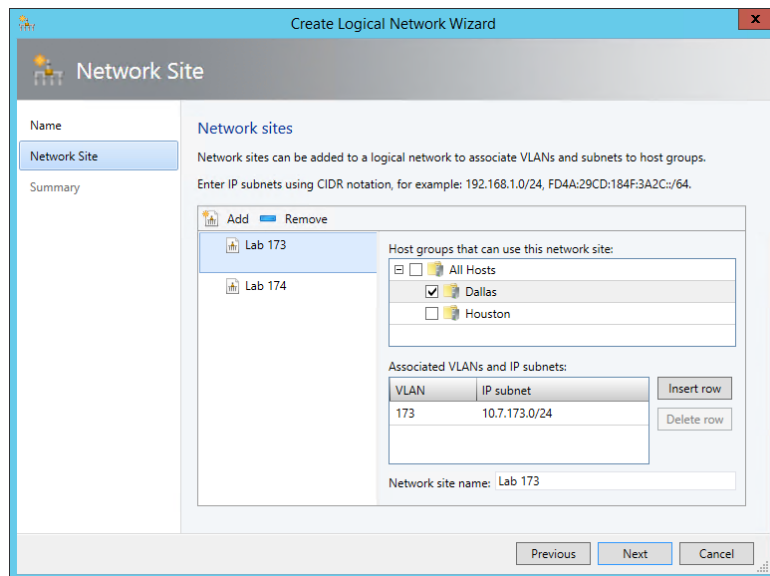 Create Logical Network Wizard
x
Network Site
Name
Network Site
Summary
Network sites
Network sites can be added to a logical network to associate VLANs and subnets to host groups.
Enter IP subnets using CIDR notation, for example: 192.168.1.0/24, FD4A:29CD:184F:3A2C::/64.
Add Remove
Lab 173
Lab 174
Host groups that can use this network site:
All Hosts
Dallas
Houston
Associated VLANs and IP subnets:
VLAN IP subnet
173 10.7.173.0/24
Insert row
Delete row
Network site name: Lab 173
Previous Next Cancel